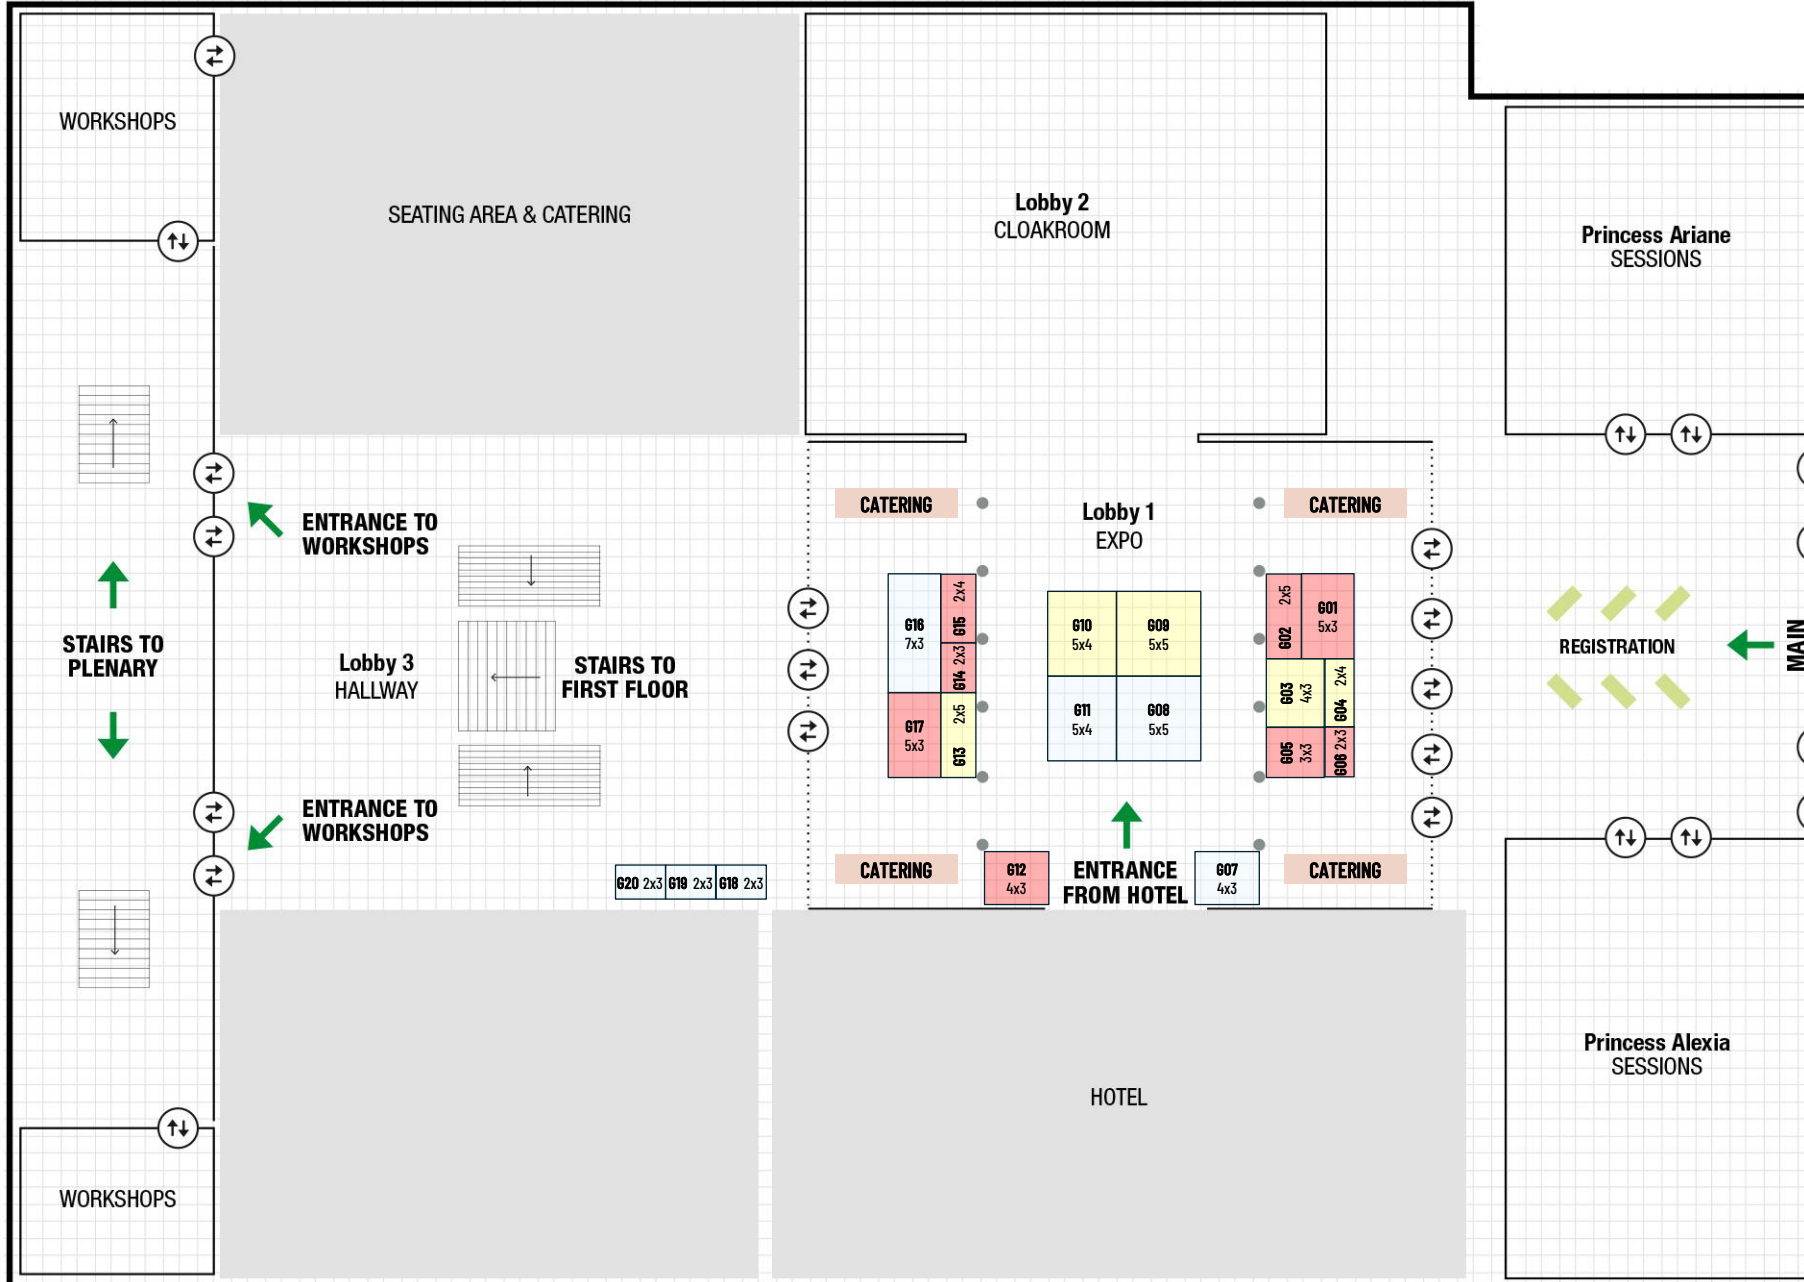 WORKSHOPS
SEATING AREA & CATERING
Lobby 2
CLOAKROOM
Princess Ariane
SESSIONS
ENTRANCE TO
WORKSHOPS
STAIRS TO
PLENARY
Lobby 3
HALLWAY
STAIRS TO
FIRST FLOOR
ENTRANCE TO
WORKSHOPS
G20 2x3
G19 2x3
G18 2x3
CATERING
Lobby 1
EXPO
CATERING
G16
7x3
G15 2x4
G14 2x3
G17
5x3
G13 2x5
G10
5x4
G09
5x5
G11
5x4
G08
5x5
G02 2x5
G01
5x3
G03
4x3
G04 2x4
G05
3x3
G06 2x3
CATERING
G12
4x3
ENTRANCE
FROM HOTEL
G07
4x3
CATERING
REGISTRATION
MAIN
HOTEL
Princess Alexia
SESSIONS
WORKSHOPS